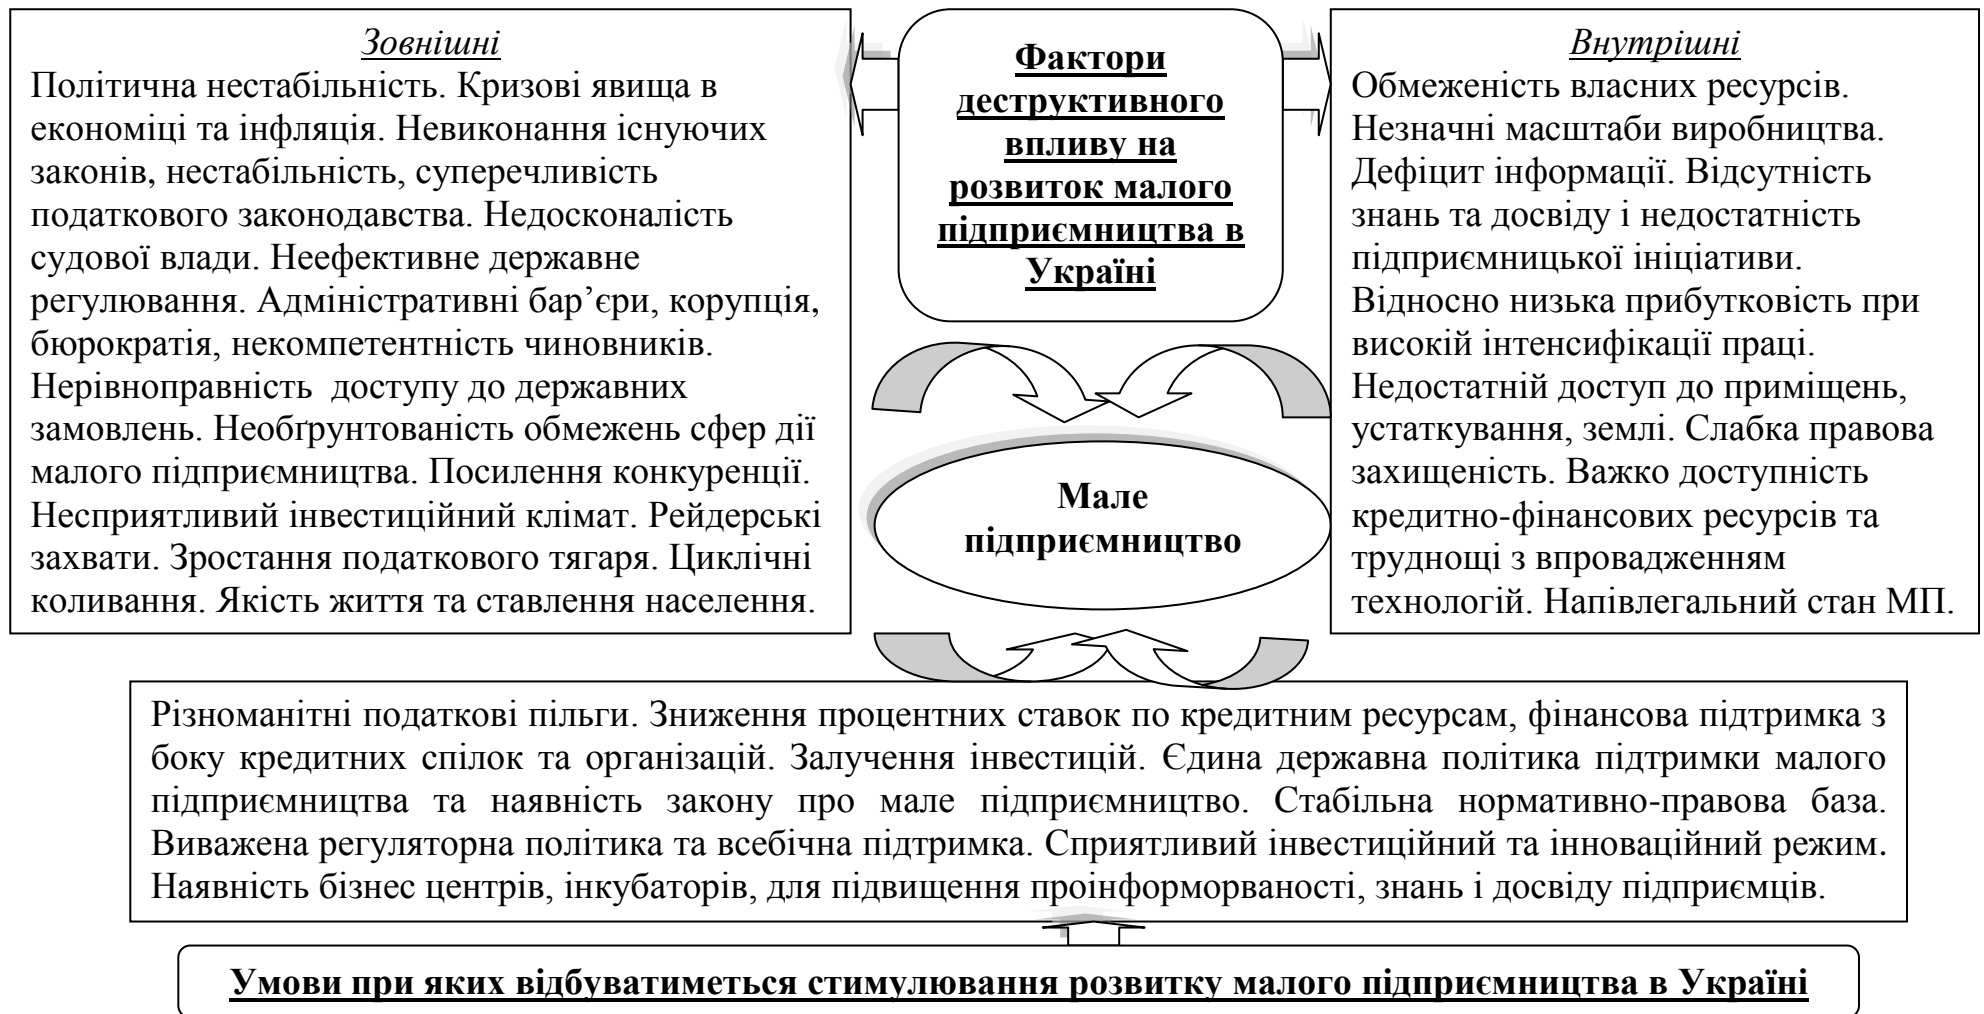 Зовнішні
Політична нестабільність. Кризові явища в
економіці та інфляція. Невиконання існуючих
законів, нестабільність, суперечливість
податкового законодавства. Недосконалість
судової влади. Неефективне державне
регулювання. Адміністративні бар’єри, корупція,
бюрократія, некомпетентність чиновників.
Нерівноправність доступу до державних
замовлень. Необґрунтованість обмежень сфер дії
малого підприємництва. Посилення конкуренції.
Несприятливий інвестиційний клімат. Рейдерські
захвати. Зростання податкового тягаря. Циклічні
коливання. Якість життя та ставлення населення.
Фактори
деструктивного
впливу на
розвиток малого
підприємництва в
Україні
Внутрішні
Обмеженість власних ресурсів.
Незначні масштаби виробництва.
Дефіцит інформації. Відсутність
знань та досвіду і недостатність
підприємницької ініціативи.
Відносно низька прибутковість при
високій інтенсифікації праці.
Недостатній доступ до приміщень,
устаткування, землі. Слабка правова
захищеність. Важко доступність
кредитно-фінансових ресурсів та
труднощі з впровадженням
технологій. Напівлегальний стан МП.
Мале
підприємництво
Різноманітні податкові пільги. Зниження процентних ставок по кредитним ресурсам, фінансова підтримка з
боку кредитних спілок та організацій. Залучення інвестицій. Єдина державна політика підтримки малого
підприємництва та наявність закону про мале підприємництво. Стабільна нормативно-правова база.
Виважена регуляторна політика та всебічна підтримка. Сприятливий інвестиційний та інноваційний режим.
Наявність бізнес центрів, інкубаторів, для підвищення проінформорваності, знань і досвіду підприємців.
Умови при яких відбуватиметься стимулювання розвитку малого підприємництва в Україні